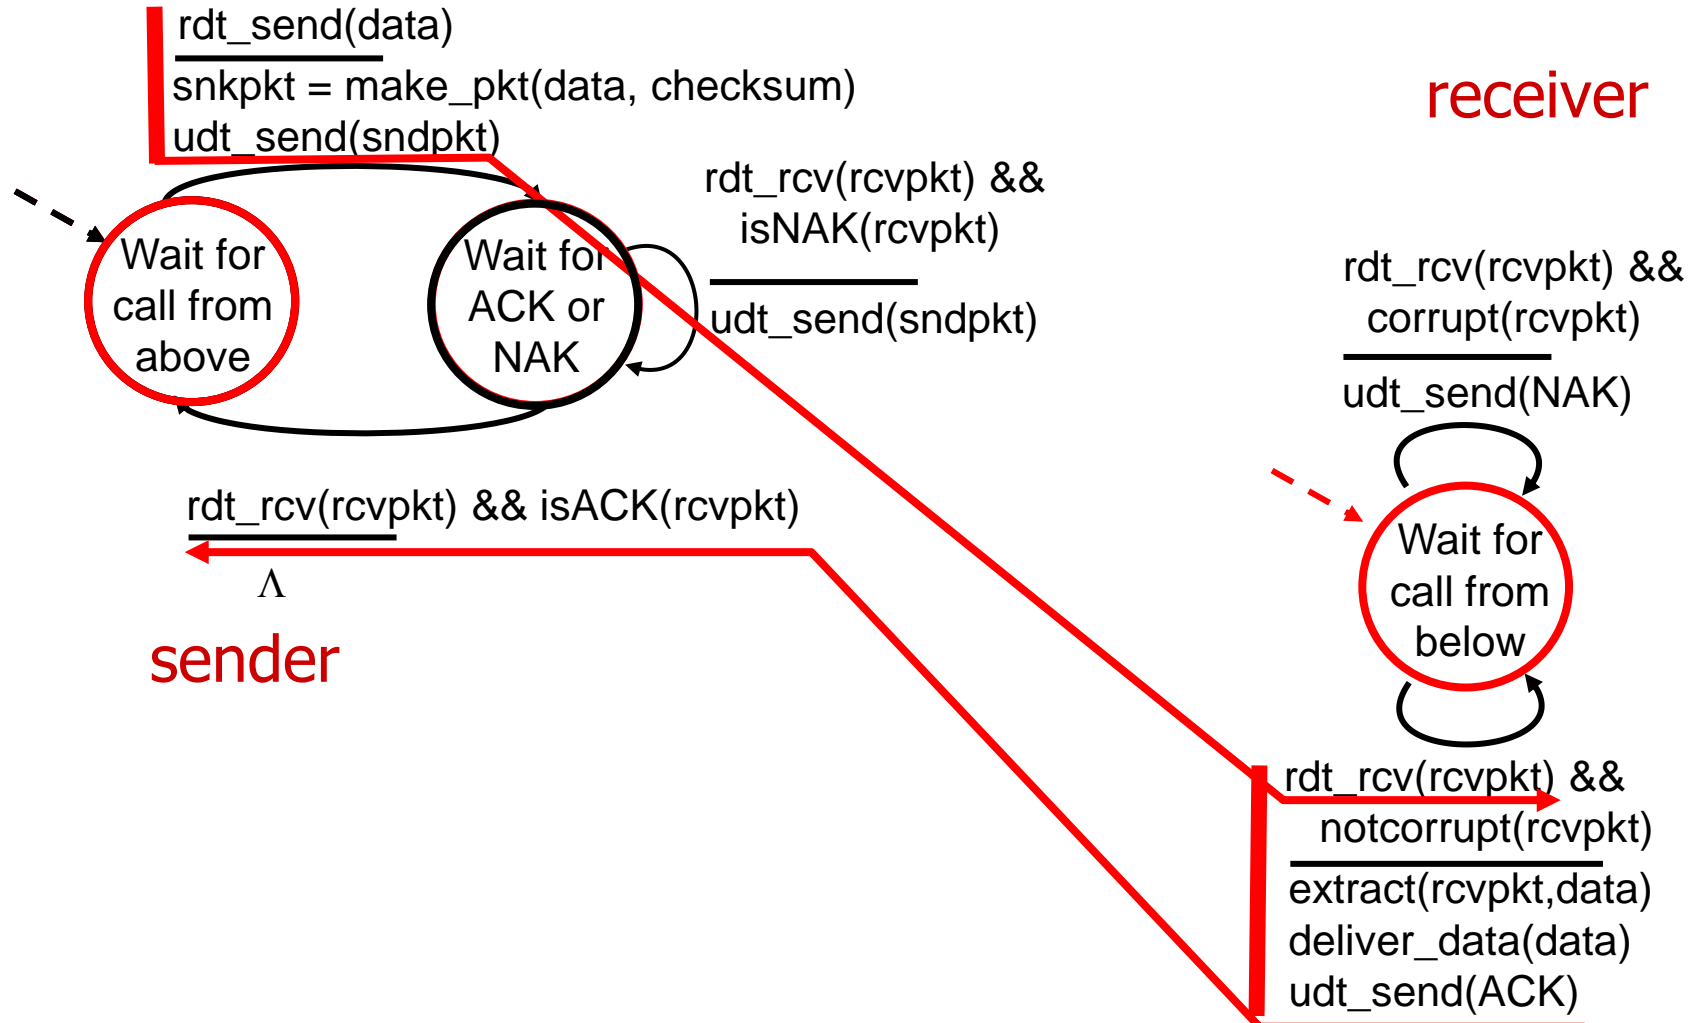 rdt_send(data)
snkpkt = make_pkt(data, checksum)
udt_send(sndpkt)
receiver
rdt_rcv(rcvpkt) &&
isNAK(rcvpkt)
udt_send(sndpkt)
Wait for
call from
above
Wait for
ACK or
NAK
rdt_rcv(rcvpkt) &&
corrupt(rcvpkt)
udt_send(NAK)
rdt_rcv(rcvpkt) && isACK(rcvpkt)
Λ
sender
Wait for
call from
below
rdt_rcv(rcvpkt) &&
notcorrupt(rcvpkt)
extract(rcvpkt,data)
deliver_data(data)
udt_send(ACK)